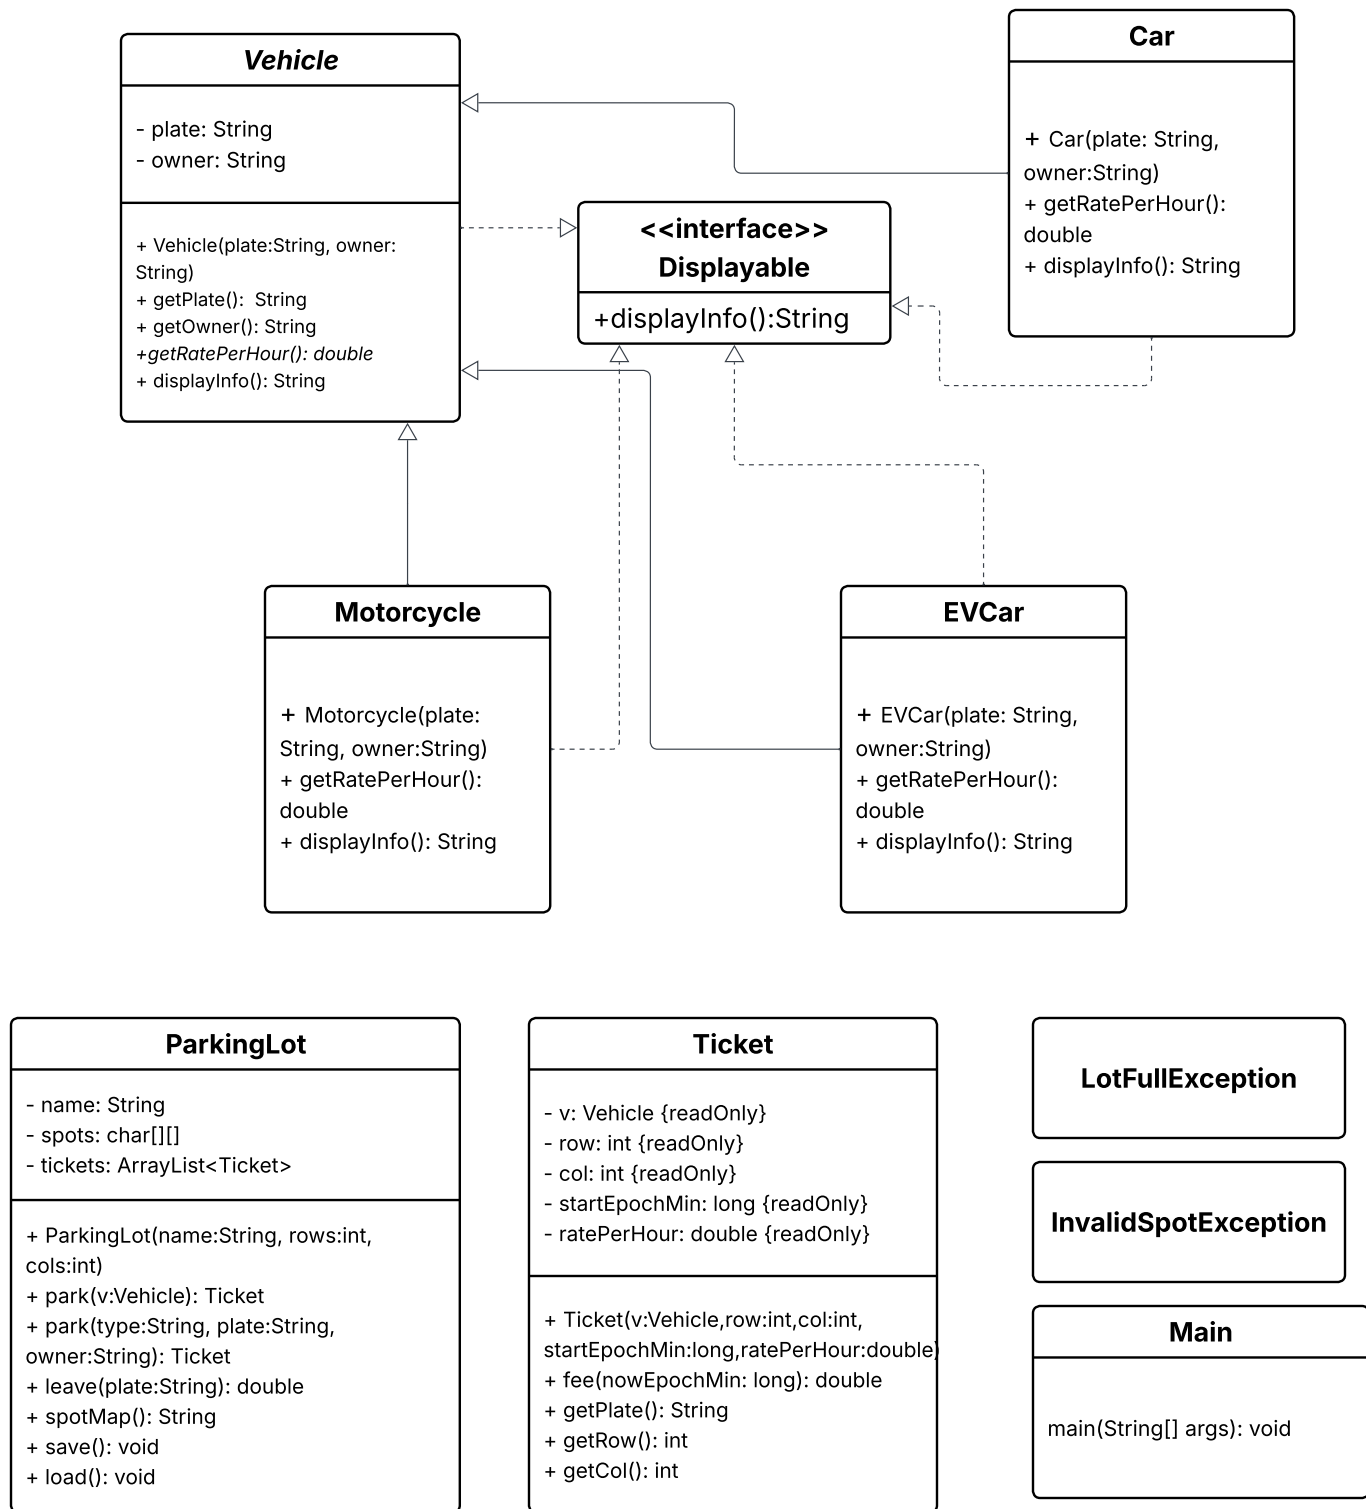 Vehicle
- plate: String
- owner: String
+ Vehicle(plate:String, owner:
String)
+ getPlate():  String
+ getOwner(): String
+getRatePerHour(): double
+ displayInfo(): String
<<interface>>
Displayable
+displayInfo():String
Car
+ Car(plate: String,
owner:String)
+ getRatePerHour():
double
+ displayInfo(): String
Motorcycle
+ Motorcycle(plate:
String, owner:String)
+ getRatePerHour():
double
+ displayInfo(): String
EVCar
+ EVCar(plate: String,
owner:String)
+ getRatePerHour():
double
+ displayInfo(): String
ParkingLot
- name: String
- spots: char[][]
- tickets: ArrayList<Ticket>
+ ParkingLot(name:String, rows:int,
cols:int)
+ park(v:Vehicle): Ticket
+ park(type:String, plate:String,
owner:String): Ticket
+ leave(plate:String): double
+ spotMap(): String
+ save(): void
+ load(): void
Ticket
- v: Vehicle {readOnly}
- row: int {readOnly}
- col: int {readOnly}
- startEpochMin: long {readOnly}
- ratePerHour: double {readOnly}
+ Ticket(v:Vehicle,row:int,col:int,
startEpochMin:long,ratePerHour:double)
+ fee(nowEpochMin: long): double
+ getPlate(): String
+ getRow(): int
+ getCol(): int
LotFullException
InvalidSpotException
Main
main(String[] args): void